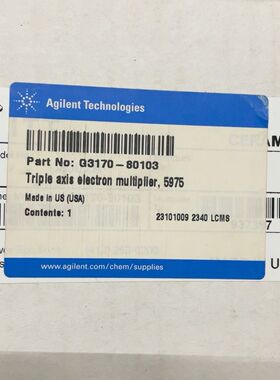 Agilent Technologies
Part No: G3170-80103
Triple axis electron multiplier, 5975
Made in US (USA)
Contents: 1
23101009 2340 LCMS
www.agilent.com/chem/supplies